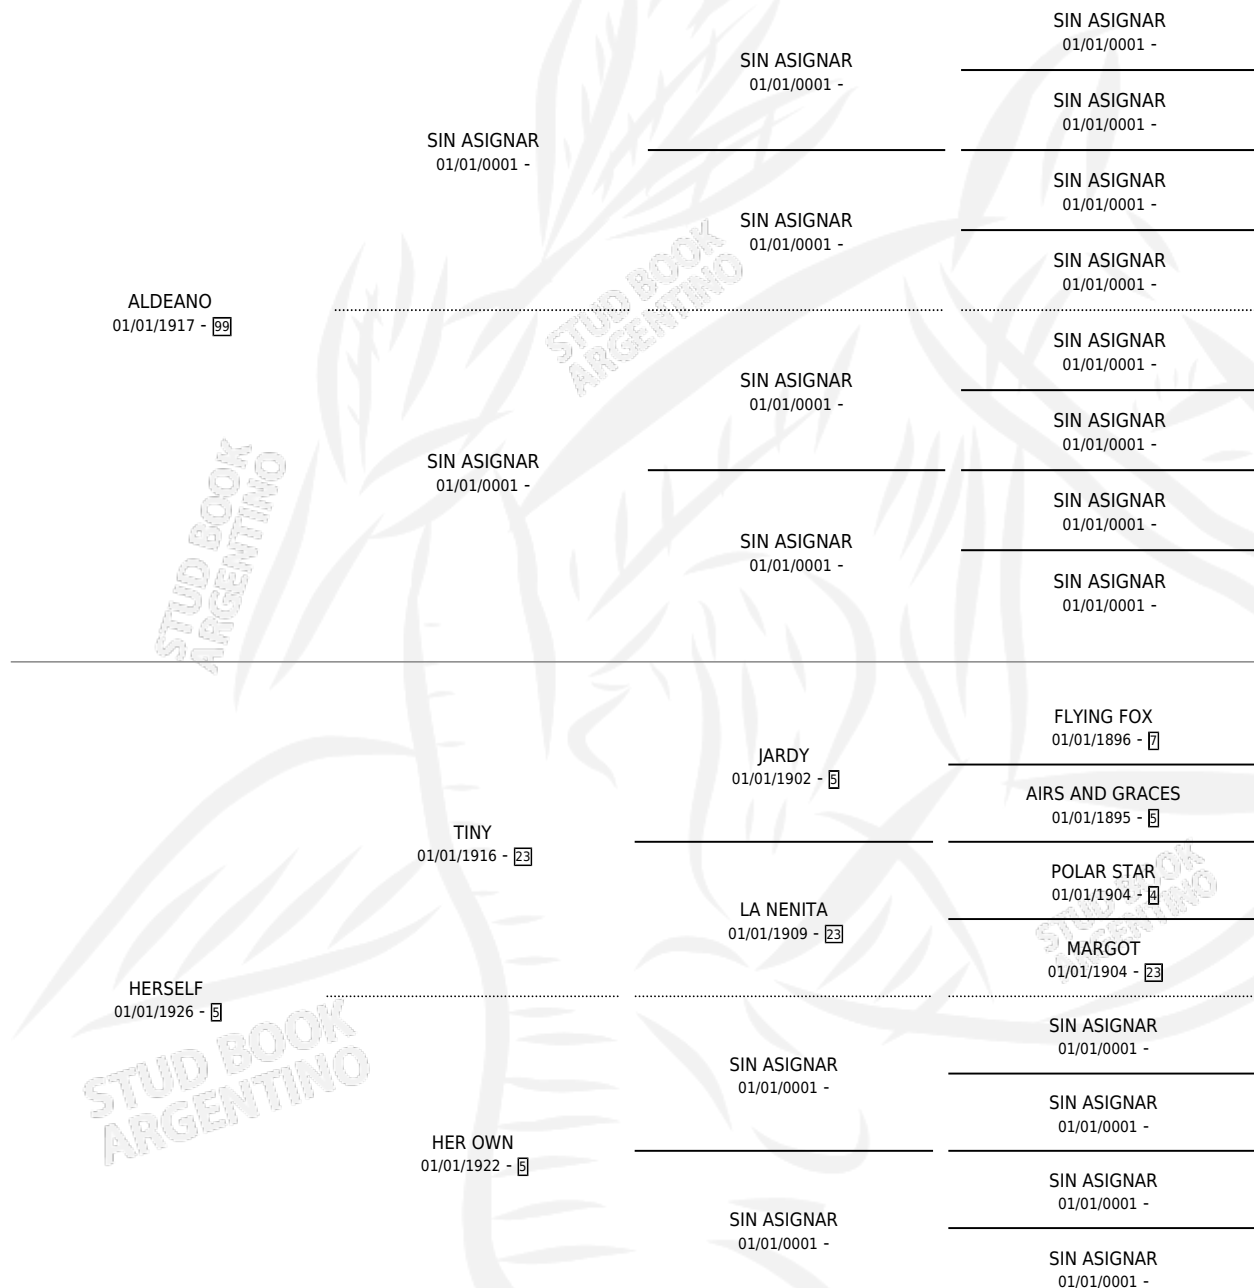 SIN ASIGNAR
01/01/0001 -
SIN ASIGNAR
01/01/0001 -
SIN ASIGNAR
01/01/0001 -
SIN ASIGNAR
01/01/0001 -
SIN ASIGNAR
01/01/0001 -
SIN ASIGNAR
01/01/0001 -
SIN ASIGNAR
01/01/0001 -
ALDEANO
01/01/1917 - 99
SIN ASIGNAR
01/01/0001 -
SIN ASIGNAR
01/01/0001 -
SIN ASIGNAR
01/01/0001 -
SIN ASIGNAR
01/01/0001 -
SIN ASIGNAR
01/01/0001 -
SIN ASIGNAR
01/01/0001 -
SIN ASIGNAR
01/01/0001 -
STUD BOOK
ARGENTINO
STUD BOOK
ARGENTINO
FLYING FOX
01/01/1896 - 7
JARDY
01/01/1902 - 5
AIRS AND GRACES
01/01/1895 - 5
TINY
01/01/1916 - 23
POLAR STAR
01/01/1904 - 4
LA NENITA
01/01/1909 - 23
MARGOT
01/01/1904 - 23
STUD BOOK
ARGENTINO
HERSELF
01/01/1926 - 5
SIN ASIGNAR
01/01/0001 -
SIN ASIGNAR
01/01/0001 -
SIN ASIGNAR
01/01/0001 -
HER OWN
01/01/1922 - 5
SIN ASIGNAR
01/01/0001 -
SIN ASIGNAR
01/01/0001 -
SIN ASIGNAR
01/01/0001 -
STUD BOOK
ARGENTINO